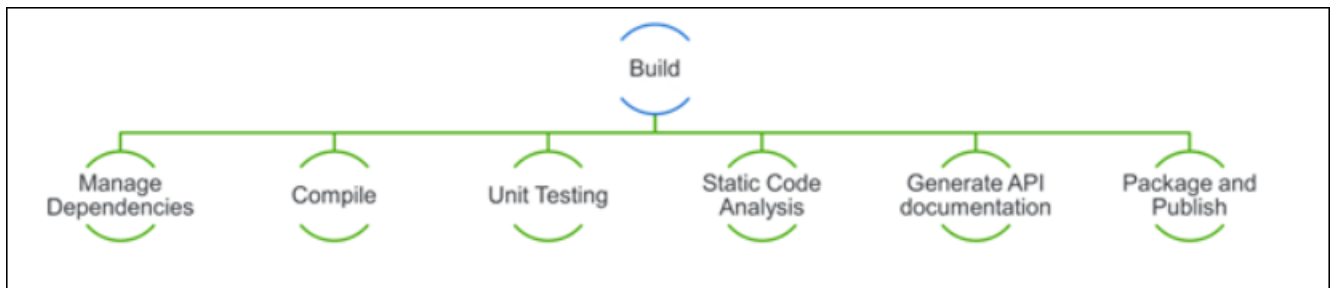 Build
Manage
Dependencies
Compile
Unit Testing
Static Code
Analysis
Generate API
documentation
Package and
Publish